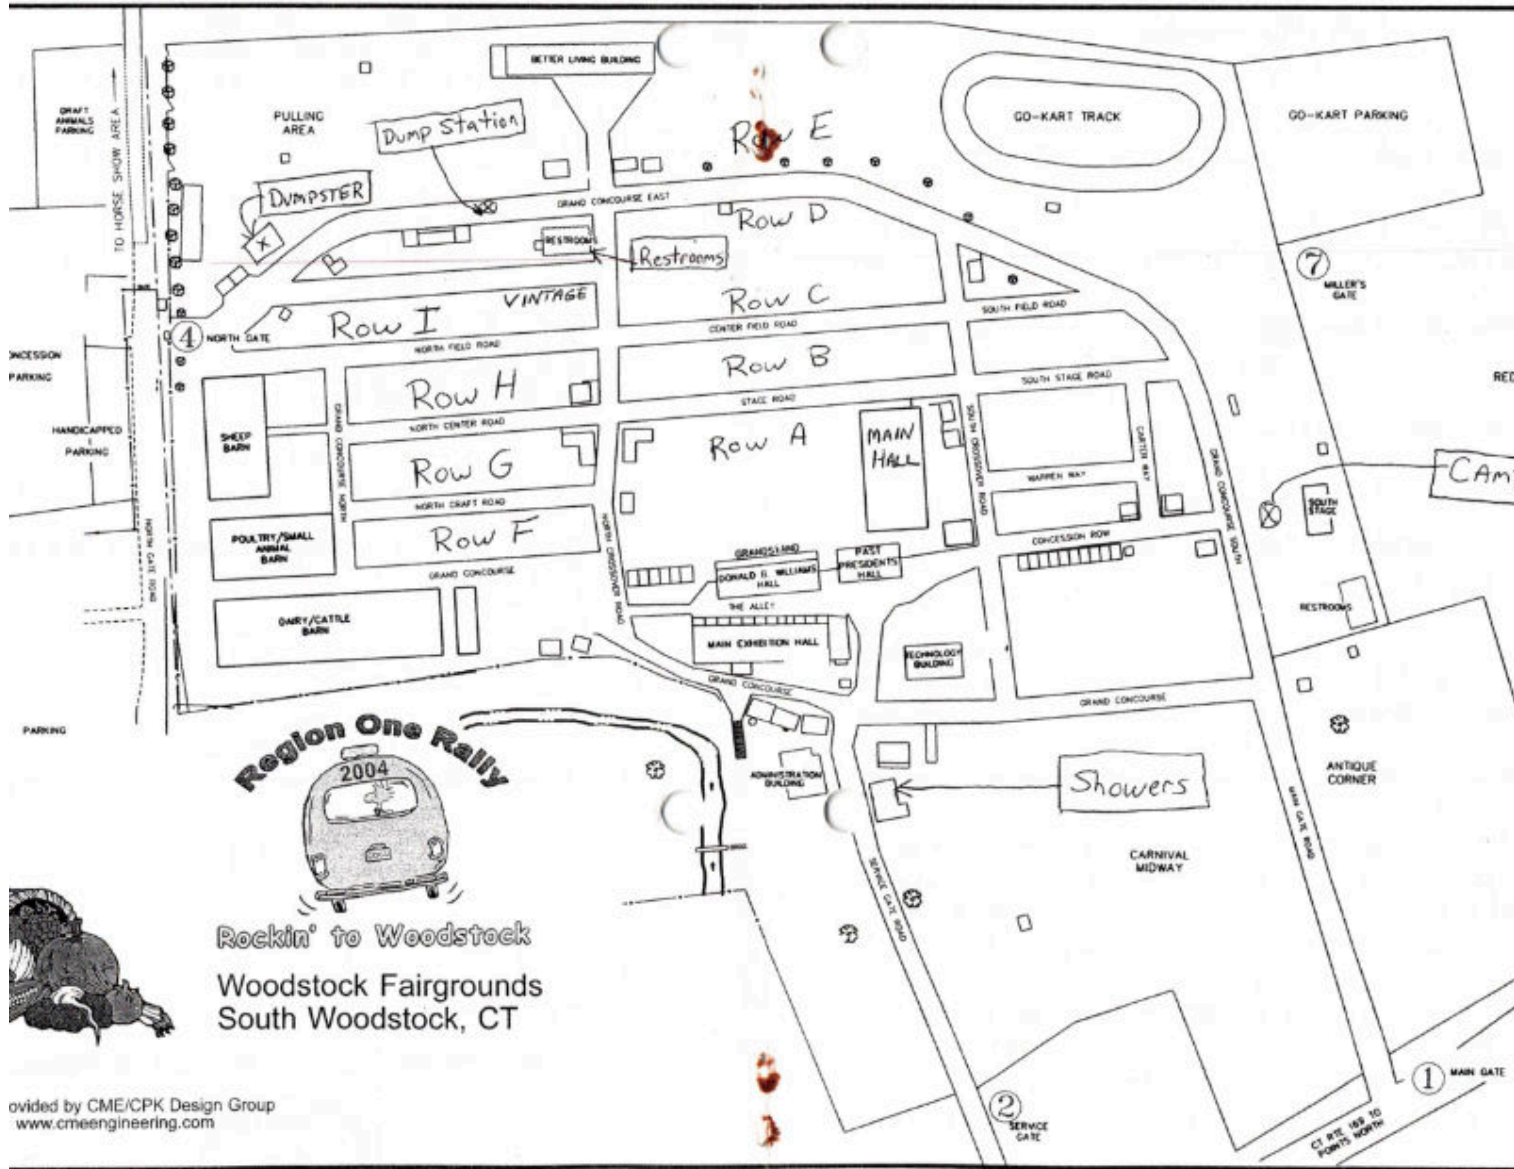 BETTER LIVING BUILDING
DRAFT
ANIMALS
PARKING
TO HORSE SHOW AREA
PULLING
AREA
Dump Station
Row E
GO-KART TRACK
GO-KART PARKING
DUMPSTER
GRAND CONCOURSE EAST
Row D
RESTROOMS
Restrooms
7
MILLER'S
GATE
VINTAGE
Row C
SOUTH FIELD ROAD
4
NORTH GATE
Row I
CENTER FIELD ROAD
NORTH FIELD ROAD
ONCESSION
PARKING
Row B
SOUTH STAGE ROAD
RED
Row H
STAGE ROAD
GRAND CONCOURSE NORTH
NORTH CENTER ROAD
HANDICAPPED
PARKING
SHEEP
BARN
Row A
MAIN
HALL
SOUTH CROSSOVER ROAD
CARTER WAY
GRAND CONCOURSE SOUTH
Row G
WARREN WAY
CAM
NORTH CRAFT ROAD
SOUTH
STAGE
NORTH GATE ROAD
POULTRY/SMALL
ANIMAL
BARN
Row F
NORTH CROSSOVER ROAD
CONCESSION ROW
GRANDSTAND
PAST
PRESIDENTS
HALL
GRAND CONCOURSE
DONALD B. WILLIAMS
HALL
THE ALLEY
RESTROOMS
DAIRY/CATTLE
BARN
MAIN EXHIBITION HALL
TECHNOLOGY
BUILDING
GRAND CONCOURSE
GRAND CONCOURSE
PARKING
Region One Rally
2004
ADMINISTRATION
BUILDING
Showers
ANTIQUE
CORNER
MAIN GATE ROAD
CARNIVAL
MIDWAY
SERVICE GATE ROAD
Rockin' to Woodstock
Woodstock Fairgrounds
South Woodstock, CT
1
MAIN GATE
ovided by CME/CPK Design Group
www.cmeengineering.com
2
SERVICE
GATE
CT RTE 169 TO
POINTS NORTH